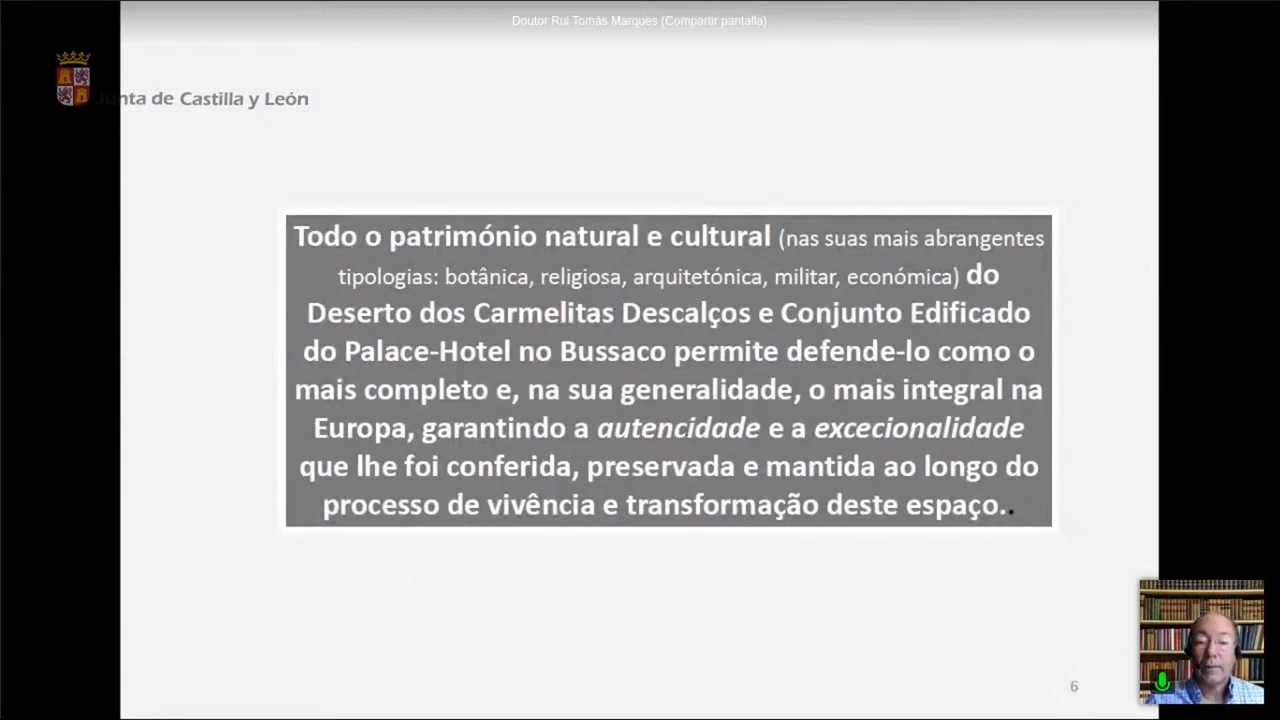 Doutor Rui Tomás Marques (Compartir pantalla)
Junta de Castilla y León
Todo o património natural e cultural (nas suas mais abrangentes
tipologias: botânica, religiosa, arquitetónica, militar, económica) do
Deserto dos Carmelitas Descalços e Conjunto Edificado
do Palace-Hotel no Bussaco permite defende-lo como o
mais completo e, na sua generalidade, o mais integral na
Europa, garantindo a autencidade e a excecionalidade
que lhe foi conferida, preservada e mantida ao longo do
processo de vivência e transformação deste espaço..
6